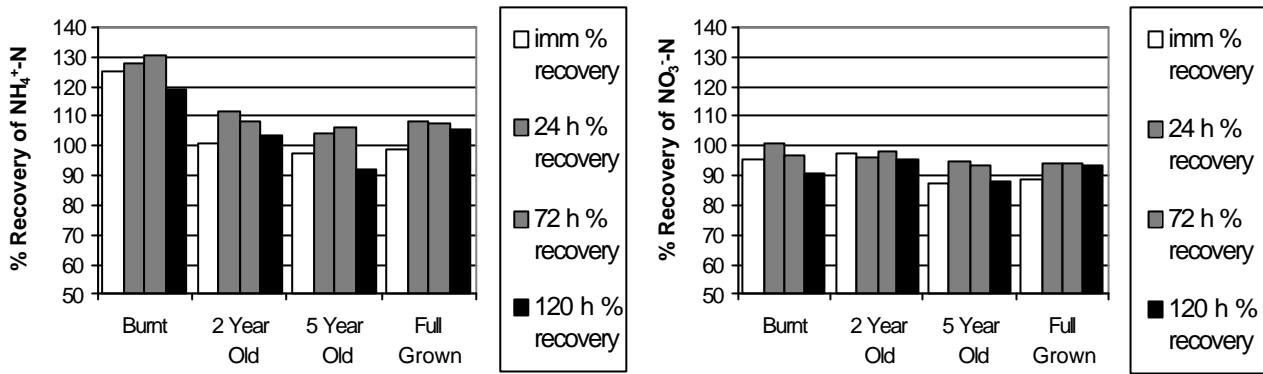 % Recovery of NH₄⁺-N
140
130
120
110
100
90
80
70
60
50
Burnt
2 Year
Old
5 Year
Old
Full
Grown
imm %
recovery
24 h %
recovery
72 h %
recovery
120 h %
recovery
% Recovery of NO₃⁻-N
140
130
120
110
100
90
80
70
60
50
Burnt
2 Year
Old
5 Year
Old
Full
Grown
imm %
recovery
24 h %
recovery
72 h %
recovery
120 h %
recovery